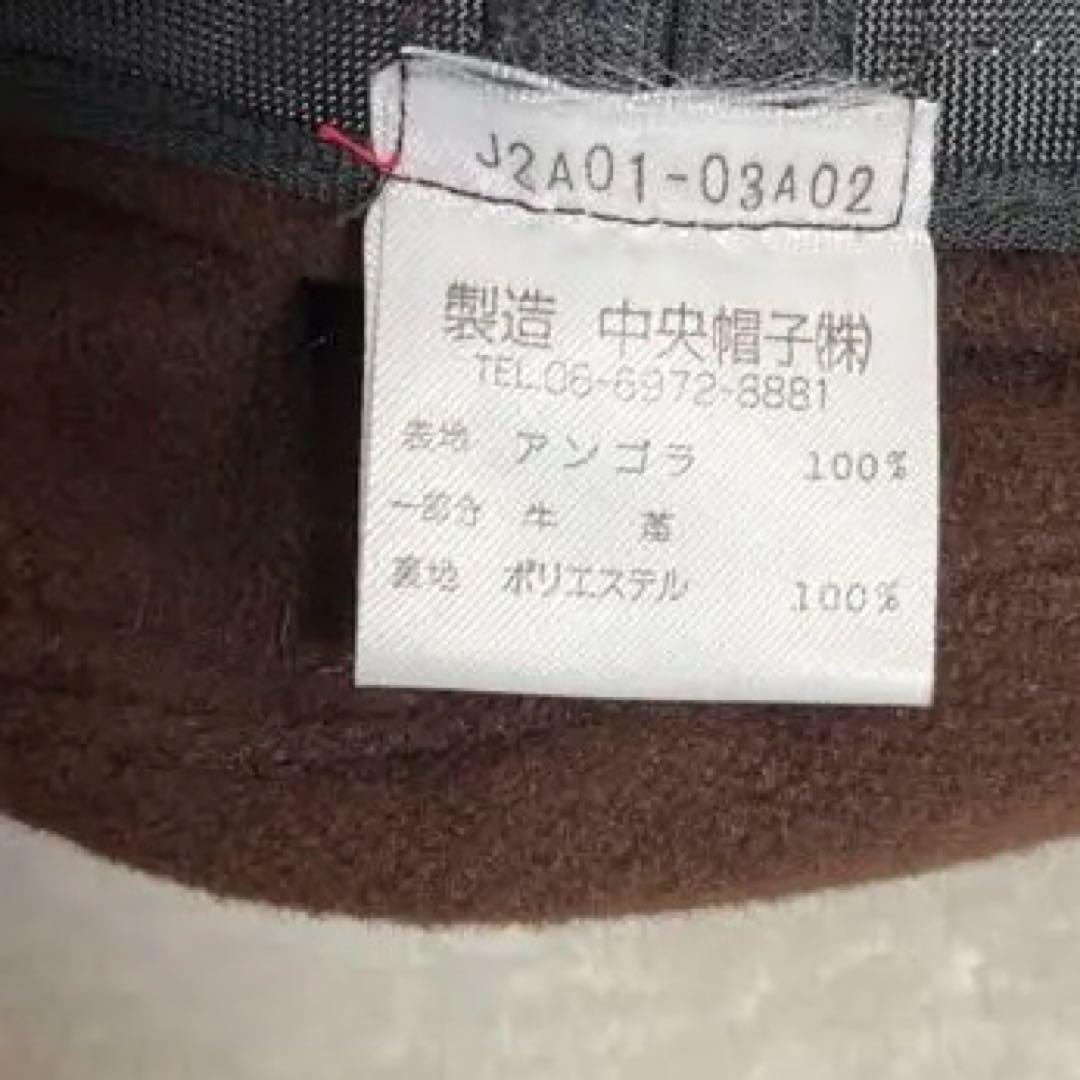 J2A01-03A02
製造 中央帽子㈱
TEL.06-6972-8881
表地 アンゴラ 100%
一部分 牛 革
裏地 ポリエステル 100%